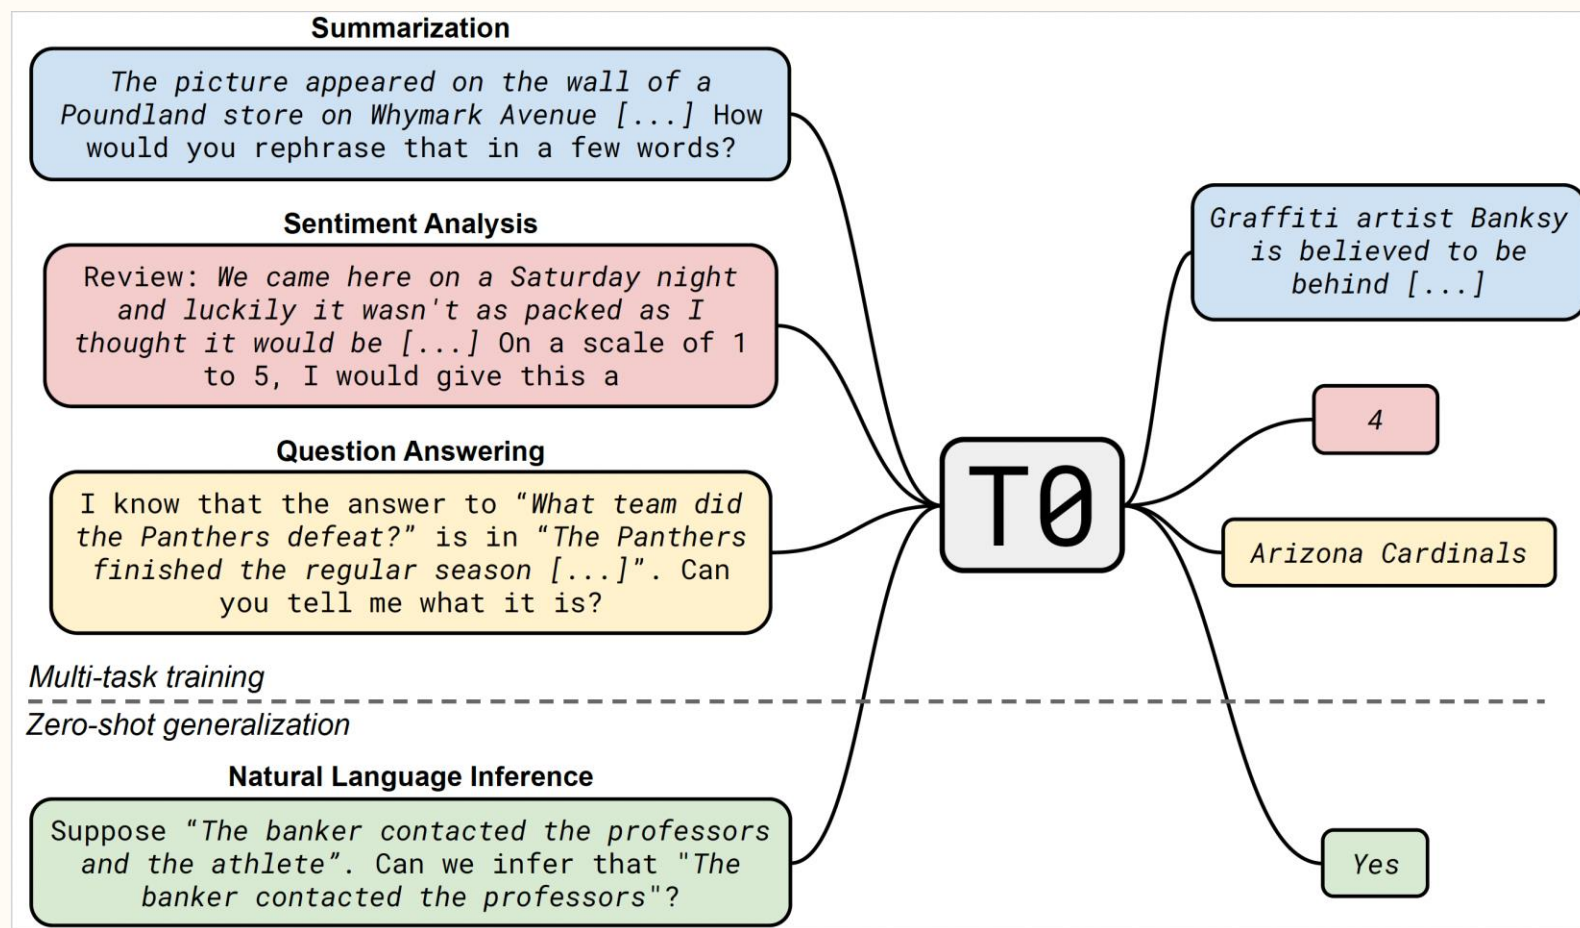 Summarization
The picture appeared on the wall of a
Poundland store on Whymark Avenue [...] How
would you rephrase that in a few words?
Sentiment Analysis
Review: We came here on a Saturday night
and luckily it wasn't as packed as I
thought it would be [...] On a scale of 1
to 5, I would give this a
Question Answering
I know that the answer to “What team did
the Panthers defeat?” is in “The Panthers
finished the regular season [...]”. Can
you tell me what it is?
Multi-task training
Zero-shot generalization
Natural Language Inference
Suppose “The banker contacted the professors
and the athlete”. Can we infer that "The
banker contacted the professors"?
T0
Graffiti artist Banksy
is believed to be
behind [...]
4
Arizona Cardinals
Yes